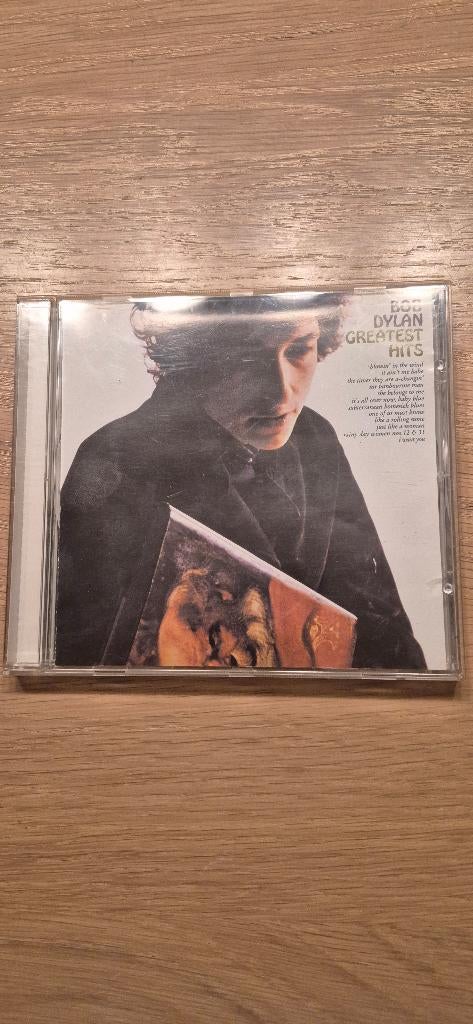 BOB
DYLAN
GREATEST
HITS
blowin' in the wind
it ain't me babe
the times they are a-changin'
mr tambourine man
she belongs to me
it's all over now, baby blue
subterranean homesick blues
one of us must know
like a rolling stone
just like a woman
rainy day women nos. 12 & 35
i want you